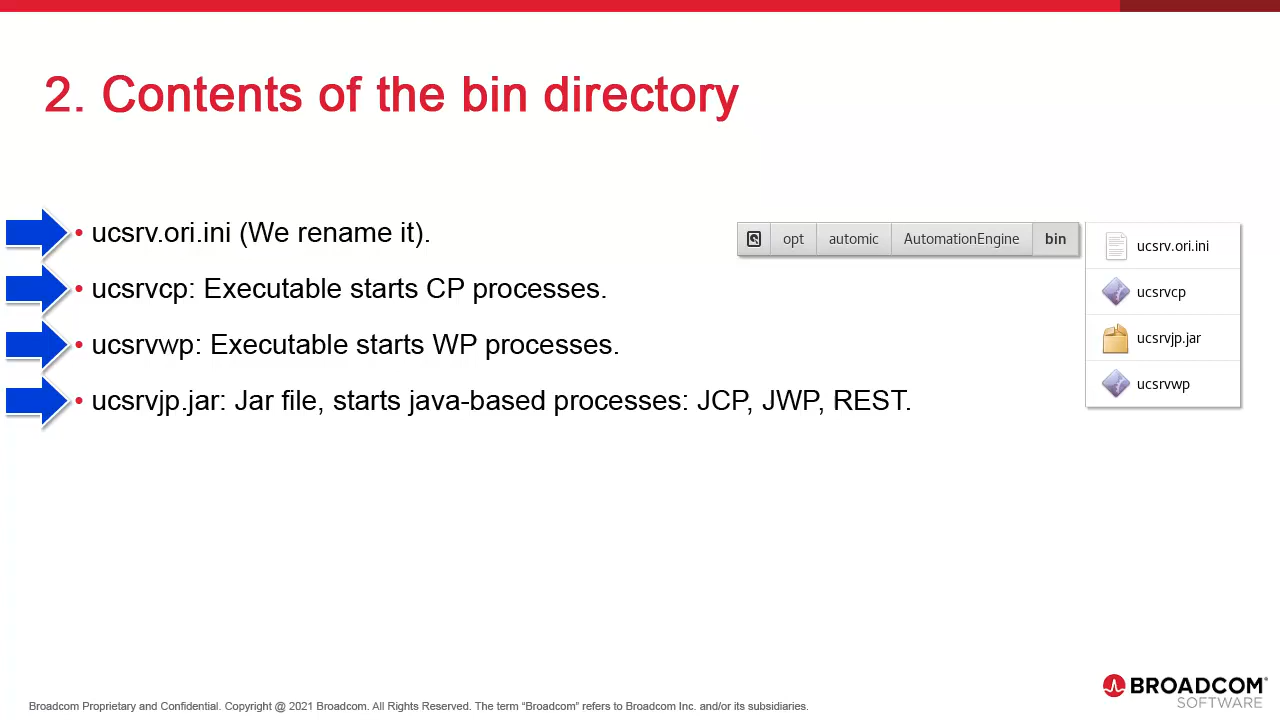 2. Contents of the bin directory
• ucsrv.ori.ini (We rename it).
• ucsrvcp: Executable starts CP processes.
• ucsrvwp: Executable starts WP processes.
• ucsrvjp.jar: Jar file, starts java-based processes: JCP, JWP, REST.
opt automic AutomationEngine bin
ucsrv.ori.ini
ucsrvcp
ucsrvjp.jar
ucsrvwp
Broadcom Proprietary and Confidential. Copyright @ 2021 Broadcom. All Rights Reserved. The term “Broadcom” refers to Broadcom Inc. and/or its subsidiaries.
BROADCOM®
SOFTWARE